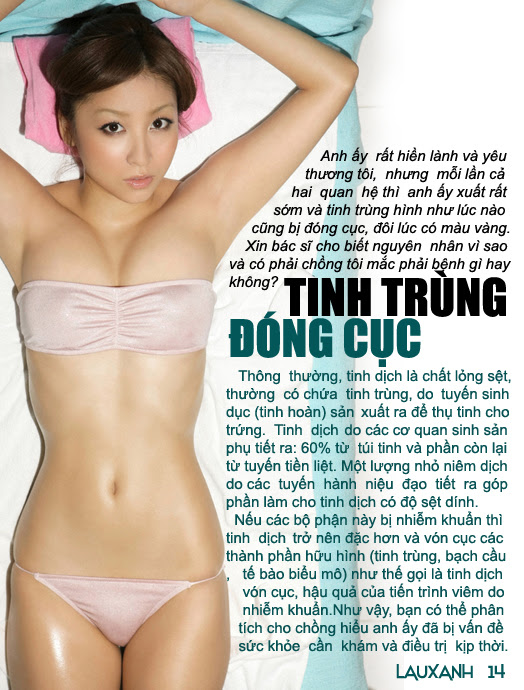 Anh ấy rất hiền lành và yêu
thương tôi, nhưng mỗi lần cả
hai quan hệ thì anh ấy xuất rất
sớm và tinh trùng hình như lúc nào
cũng bị đóng cục, đôi lúc có màu vàng.
Xin bác sĩ cho biết nguyên nhân vì sao
và có phải chồng tôi mắc phải bệnh gì hay
không?
TINH TRÙNG
ĐÓNG CỤC
Thông thường, tinh dịch là chất lỏng sệt,
thường có chứa tinh trùng, do tuyến sinh
dục (tinh hoàn) sản xuất ra để thụ tinh cho
trứng. Tinh dịch do các cơ quan sinh sản
phụ tiết ra: 60% từ túi tinh và phần còn lại
từ tuyến tiền liệt. Một lượng nhỏ niêm dịch
do các tuyến hành niệu đạo tiết ra góp
phần làm cho tinh dịch có độ sệt dính.
Nếu các bộ phận này bị nhiễm khuẩn thì
tinh dịch trở nên đặc hơn và vón cục các
thành phần hữu hình (tinh trùng, bạch cầu
, tế bào biểu mô) như thế gọi là tinh dịch
vón cục, hậu quả của tiến trình viêm do
nhiễm khuẩn.Như vậy, bạn có thể phân
tích cho chồng hiểu anh ấy đã bị vấn đề
sức khỏe cần khám và điều trị kịp thời.
LAUXANH 14